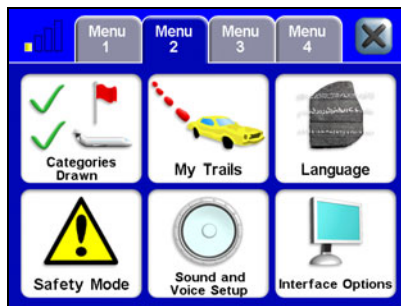 Menu
1
Menu
2
Menu
3
Menu
4
Categories
Drawn
My Trails
Language
Safety Mode
Sound and
Voice Setup
Interface Options